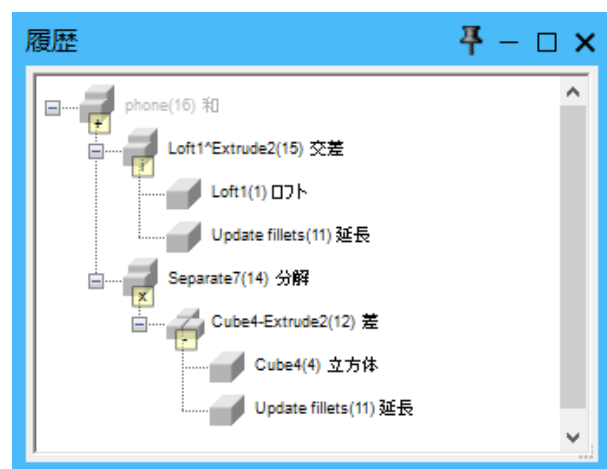 履歴
phone(16) 和
+
Loft1^Extrude2(15) 交差
i
Loft1(1) ロフト
Update fillets(11) 延長
Separate7(14) 分解
x
Cube4-Extrude2(12) 差
-
Cube4(4) 立方体
Update fillets(11) 延長